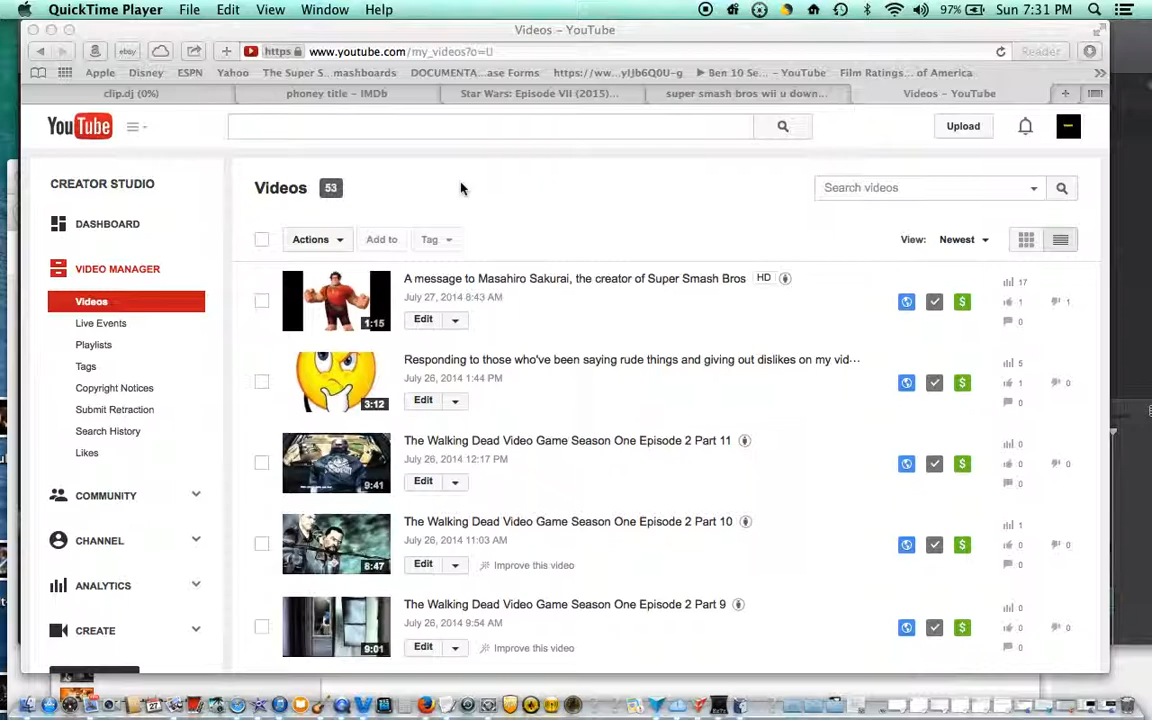 QuickTime Player File Edit View Window Help 97% Sun 7:31 PM
Videos – YouTube
a ebay + https www.youtube.com/my_videos?o=U Reader
Apple Disney ESPN Yahoo The Super S...mashboards DOCUMENTA...ase Forms https://ww...yIJb6Q0U-g ▶ Ben 10 Se... – YouTube Film Ratings... of America »
clip.dj (0%) phoney title – IMDb Star Wars: Episode VII (2015)... super smash bros wii u down... Videos – YouTube +
YouTube Upload
CREATOR STUDIO
DASHBOARD
VIDEO MANAGER
Videos
Live Events
Playlists
Tags
Copyright Notices
Submit Retraction
Search History
Likes
COMMUNITY
CHANNEL
ANALYTICS
CREATE
Videos 53 Search videos
Actions Add to Tag View: Newest
A message to Masahiro Sakurai, the creator of Super Smash Bros HD 17
July 27, 2014 8:43 AM 1 1
1:15 Edit $ 0
Responding to those who've been saying rude things and giving out dislikes on my vid... 5
July 26, 2014 1:44 PM 1 0
3:12 Edit $ 0
The Walking Dead Video Game Season One Episode 2 Part 11 0
July 26, 2014 12:17 PM 0 0
9:41 Edit $ 0
The Walking Dead Video Game Season One Episode 2 Part 10 1
July 26, 2014 11:03 AM 0 0
8:47 Edit Improve this video $ 0
The Walking Dead Video Game Season One Episode 2 Part 9 0
July 26, 2014 9:54 AM 0 0
9:01 Edit Improve this video $ 0
27